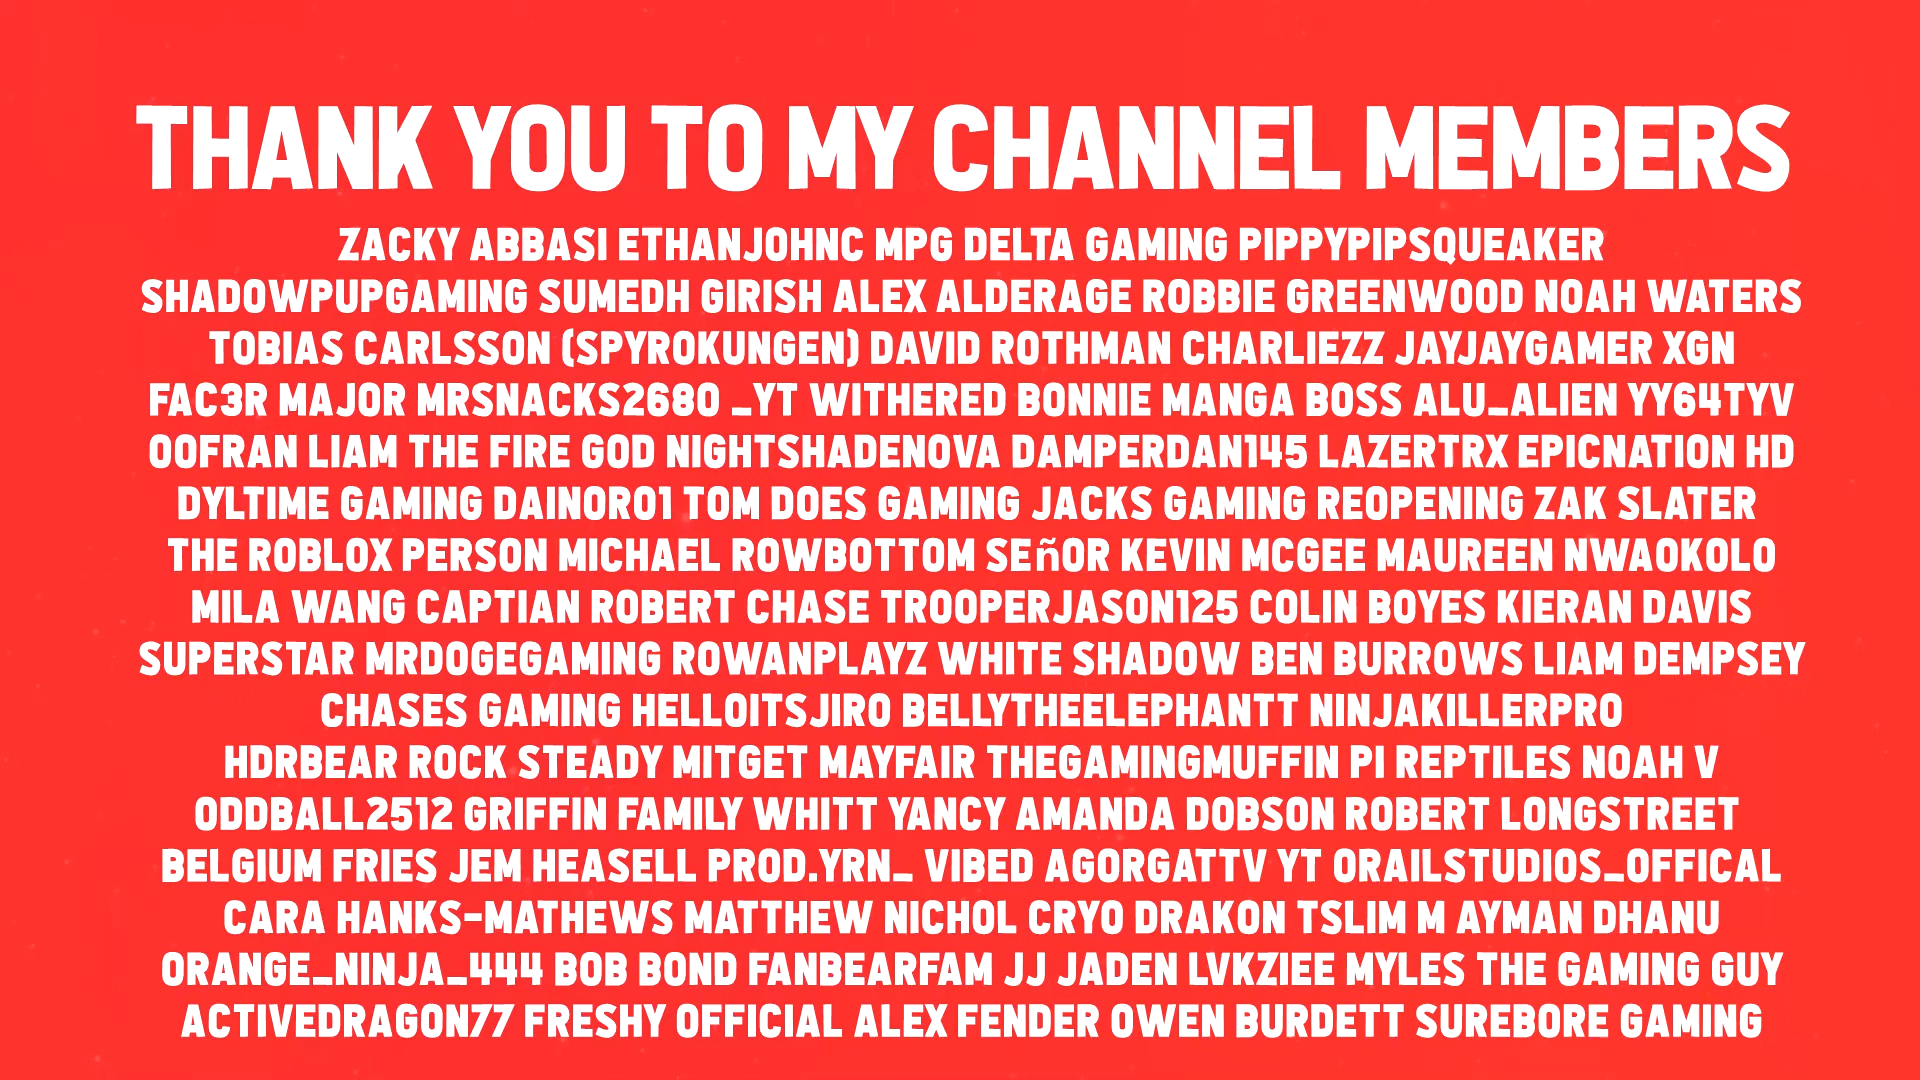 THANK YOU TO MY CHANNEL MEMBERS
ZACKY ABBASI ETHANJOHNC MPG DELTA GAMING PIPPYPIPSQUEAKER
SHADOWPUPGAMING SUMEDH GIRISH ALEX ALDERAGE ROBBIE GREENWOOD NOAH WATERS
TOBIAS CARLSSON (SPYROKUNGEN) DAVID ROTHMAN CHARLIEZZ JAYJAYGAMER XGN
FAC3R MAJOR MRSNACKS2680 _YT WITHERED BONNIE MANGA BOSS ALU_ALIEN YY64TYV
OOFRAN LIAM THE FIRE GOD NIGHTSHADENOVA DAMPERDAN145 LAZERTRX EPICNATION HD
DYLTIME GAMING DAINORO1 TOM DOES GAMING JACKS GAMING REOPENING ZAK SLATER
THE ROBLOX PERSON MICHAEL ROWBOTTOM SEñOR KEVIN MCGEE MAUREEN NWAOKOLO
MILA WANG CAPTIAN ROBERT CHASE TROOPERJASON125 COLIN BOYES KIERAN DAVIS
SUPERSTAR MRDOGEGAMING ROWANPLAYZ WHITE SHADOW BEN BURROWS LIAM DEMPSEY
CHASES GAMING HELLOITSJIRO BELLYTHEELEPHANTT NINJAKILLERPRO
HDRBEAR ROCK STEADY MITGET MAYFAIR THEGAMINGMUFFIN PI REPTILES NOAH V
ODDBALL2512 GRIFFIN FAMILY WHITT YANCY AMANDA DOBSON ROBERT LONGSTREET
BELGIUM FRIES JEM HEASELL PROD.YRN_ VIBED AGORGATTV YT ORAILSTUDIOS_OFFICAL
CARA HANKS-MATHEWS MATTHEW NICHOL CRYO DRAKON TSLIM M AYMAN DHANU
ORANGE_NINJA_444 BOB BOND FANBEARFAM JJ JADEN LVKZIEE MYLES THE GAMING GUY
ACTIVEDRAGON77 FRESHY OFFICIAL ALEX FENDER OWEN BURDETT SUREBORE GAMING